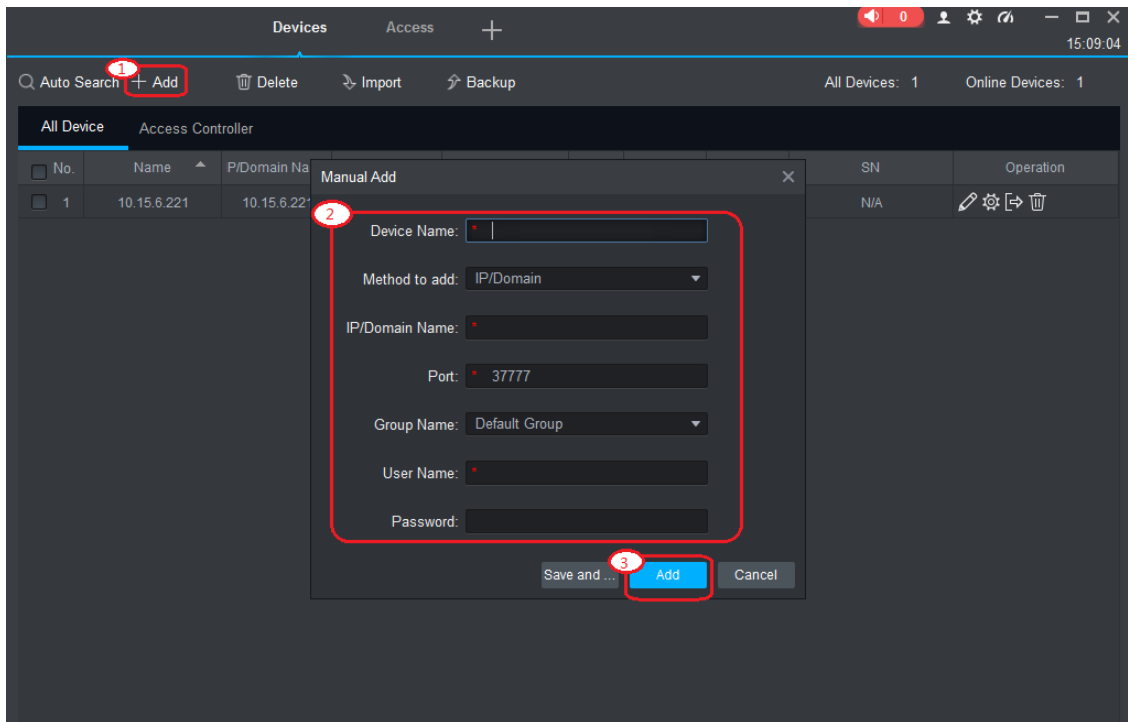 Devices Access 0
15:09:04
1
Auto Search Add Delete Import Backup All Devices: 1 Online Devices: 1
All Device Access Controller
No. Name P/Domain Na SN Operation
Manual Add
1 10.15.6.221 10.15.6.221 N/A
2
Device Name: *
Method to add: IP/Domain
IP/Domain Name: *
Port: * 37777
Group Name: Default Group
User Name: *
Password:
3
Save and ... Add Cancel